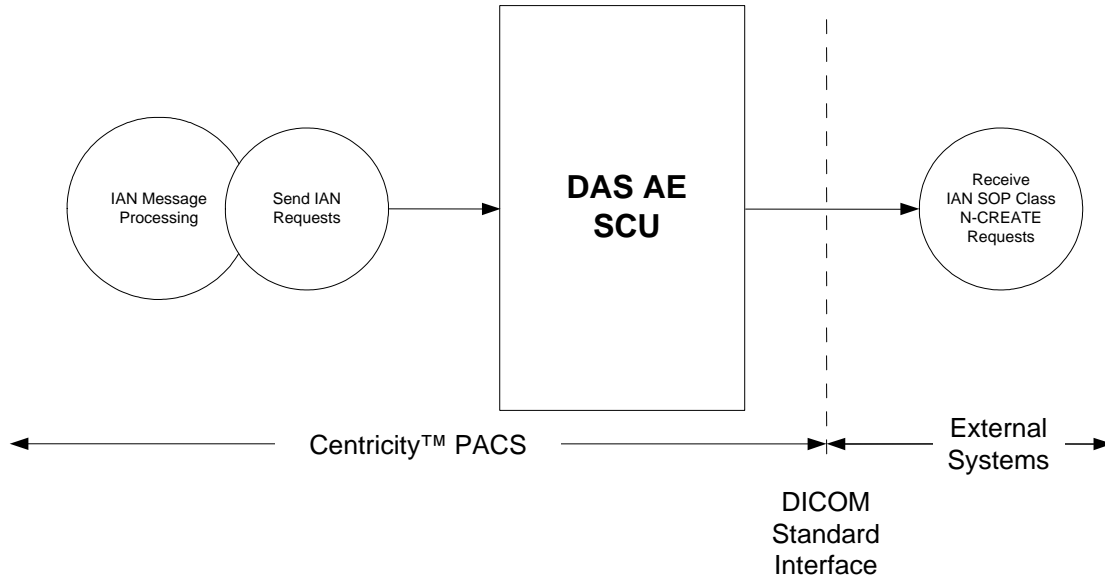 IAN Message
Processing
Send IAN
Requests
DAS AE
SCU
Receive
IAN SOP Class
N-CREATE
Requests
Centricity™ PACS
External
Systems
DICOM
Standard
Interface